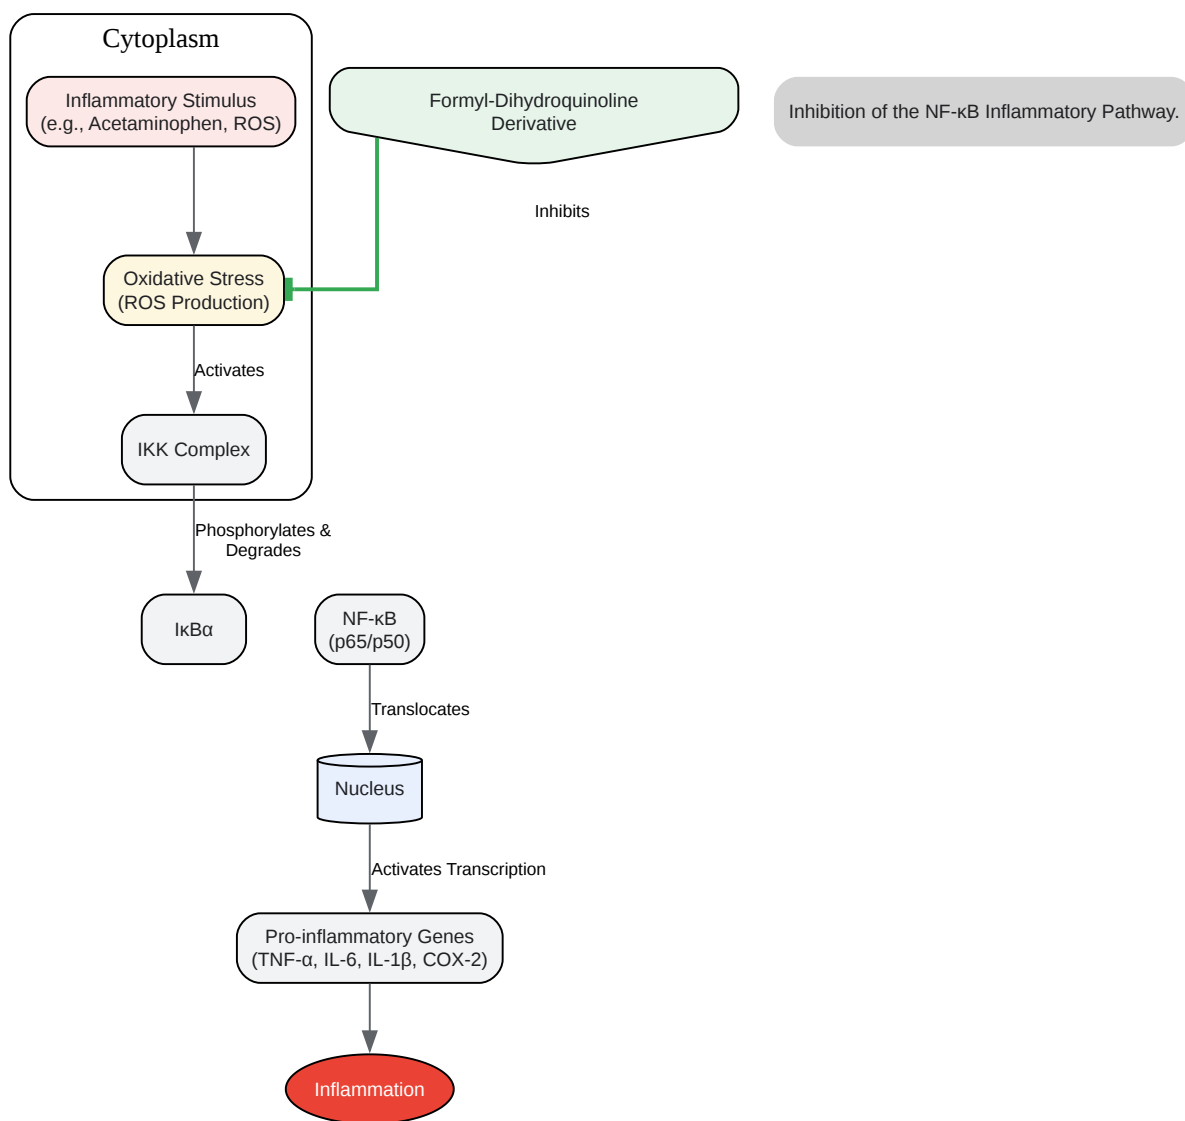 Cytoplasm
Inflammatory Stimulus
(e.g., Acetaminophen, ROS)
Formyl-Dihydroquinoline
Derivative
Inhibition of the NF-κB Inflammatory Pathway.
Inhibits
Oxidative Stress
(ROS Production)
Activates
IKK Complex
Phosphorylates &
Degrades
IκBα
NF-κB
(p65/p50)
Translocates
Nucleus
Activates Transcription
Pro-inflammatory Genes
(TNF-α, IL-6, IL-1β, COX-2)
Inflammation